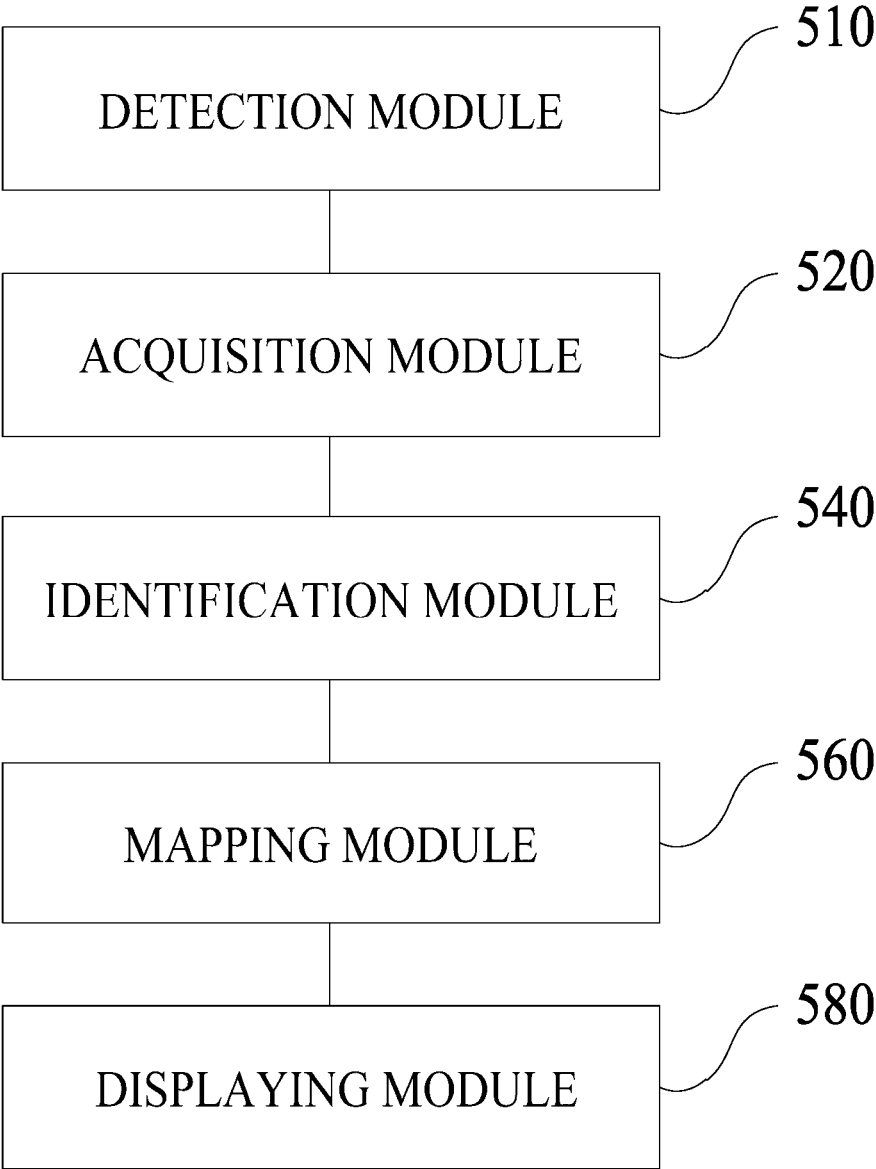 510
DETECTION MODULE
520
ACQUISITION MODULE
540
IDENTIFICATION MODULE
560
MAPPING MODULE
580
DISPLAYING MODULE